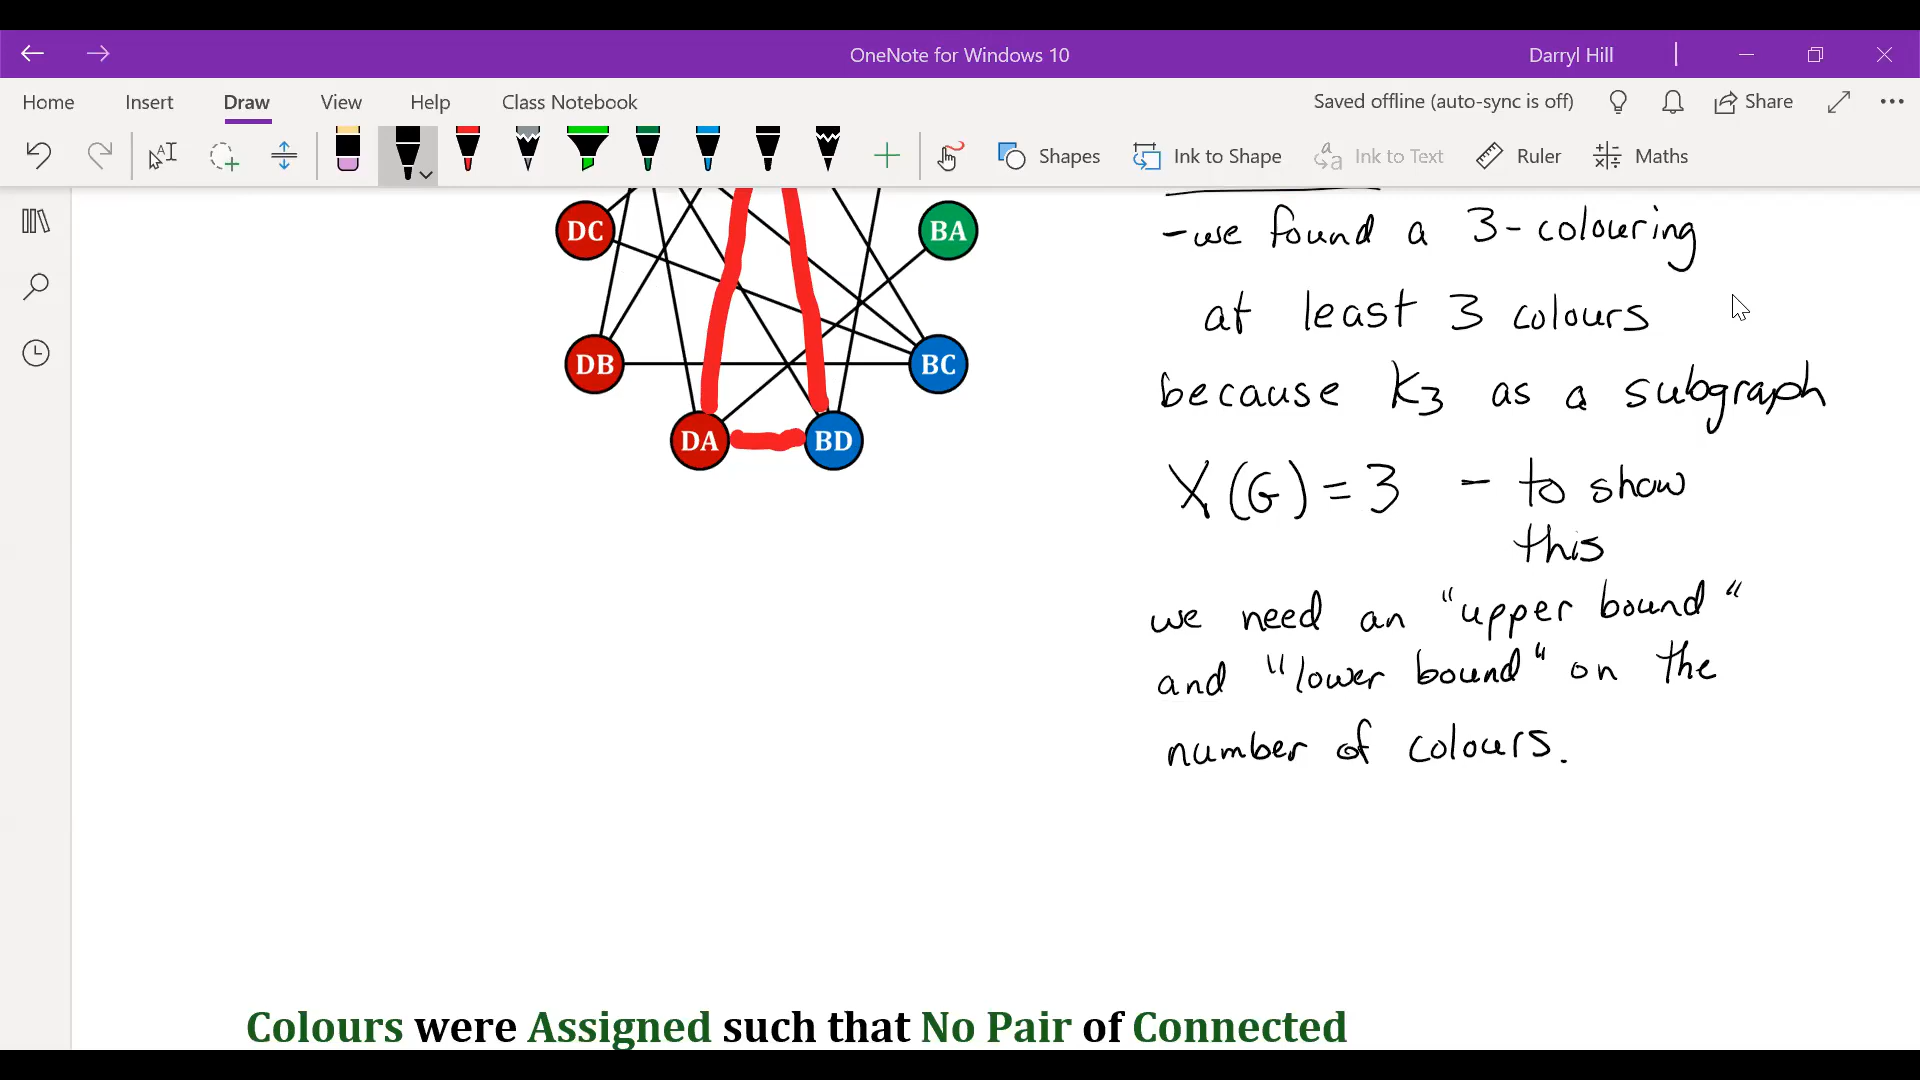 OneNote for Windows 10
Darryl Hill
Home Insert Draw View Help Class Notebook
Saved offline (auto-sync is off) Share
Shapes Ink to Shape Ink to Text Ruler Maths
DC
BA
DB
BC
DA
BD
- we found a 3-colouring
at least 3 colours
because K3 as a subgraph
X(G) = 3 - to show
this
we need an "upper bound"
and "lower bound" on the
number of colours.
Colours were Assigned such that No Pair of Connected